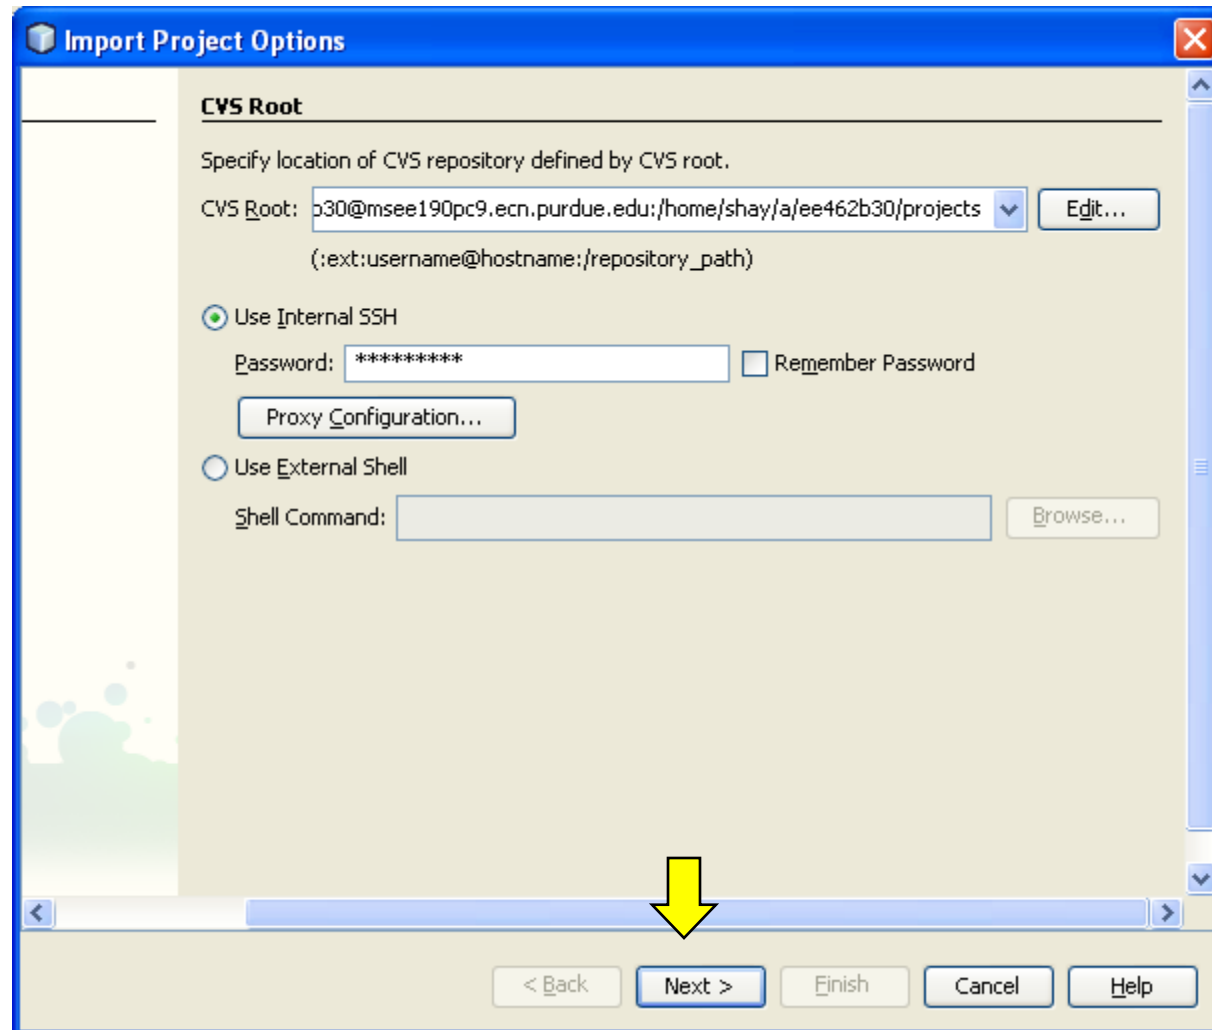 Import Project Options
CVS Root
Specify location of CVS repository defined by CVS root.
CVS Root: b30@msee190pc9.ecn.purdue.edu:/home/shay/a/ee462b30/projects Edit...
(:ext:username@hostname:/repository_path)
Use Internal SSH
Password: ********* Remember Password
Proxy Configuration...
Use External Shell
Shell Command: Browse...
< Back Next > Finish Cancel Help